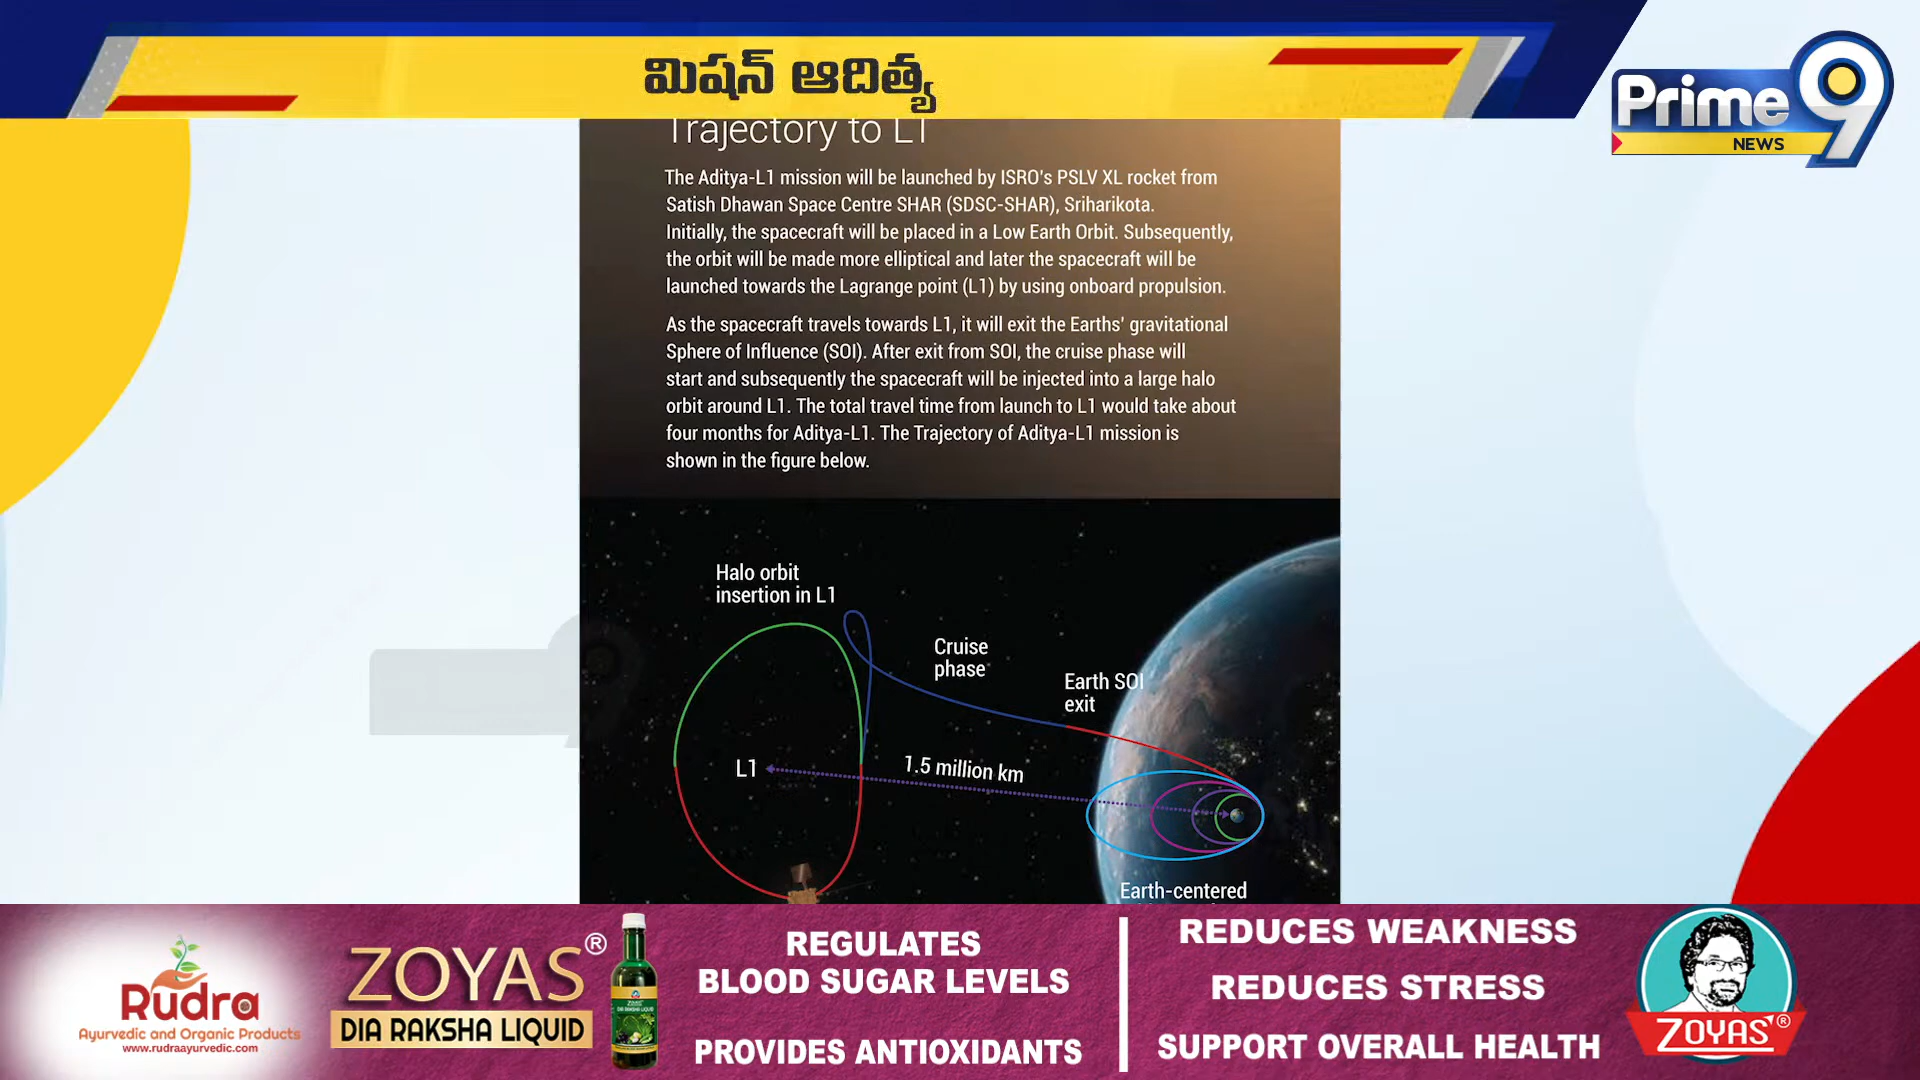 మిషన్ ఆదిత్య
Prime9
NEWS
Trajectory to L1
The Aditya-L1 mission will be launched by ISRO's PSLV XL rocket from
Satish Dhawan Space Centre SHAR (SDSC-SHAR), Sriharikota.
Initially, the spacecraft will be placed in a Low Earth Orbit. Subsequently,
the orbit will be made more elliptical and later the spacecraft will be
launched towards the Lagrange point (L1) by using onboard propulsion.
As the spacecraft travels towards L1, it will exit the Earths' gravitational
Sphere of Influence (SOI). After exit from SOI, the cruise phase will
start and subsequently the spacecraft will be injected into a large halo
orbit around L1. The total travel time from launch to L1 would take about
four months for Aditya-L1. The Trajectory of Aditya-L1 mission is
shown in the figure below.
Halo orbit
insertion in L1
Cruise
phase
Earth SOI
exit
L1
1.5 million km
Earth-centered
Rudra
Ayurvedic and Organic Products
www.rudraayurvedic.com
ZOYAS®
DIA RAKSHA LIQUID
ZOYAS
DIA RAKSHA LIQUID
REGULATES
BLOOD SUGAR LEVELS
PROVIDES ANTIOXIDANTS
REDUCES WEAKNESS
REDUCES STRESS
SUPPORT OVERALL HEALTH
ZOYAS®